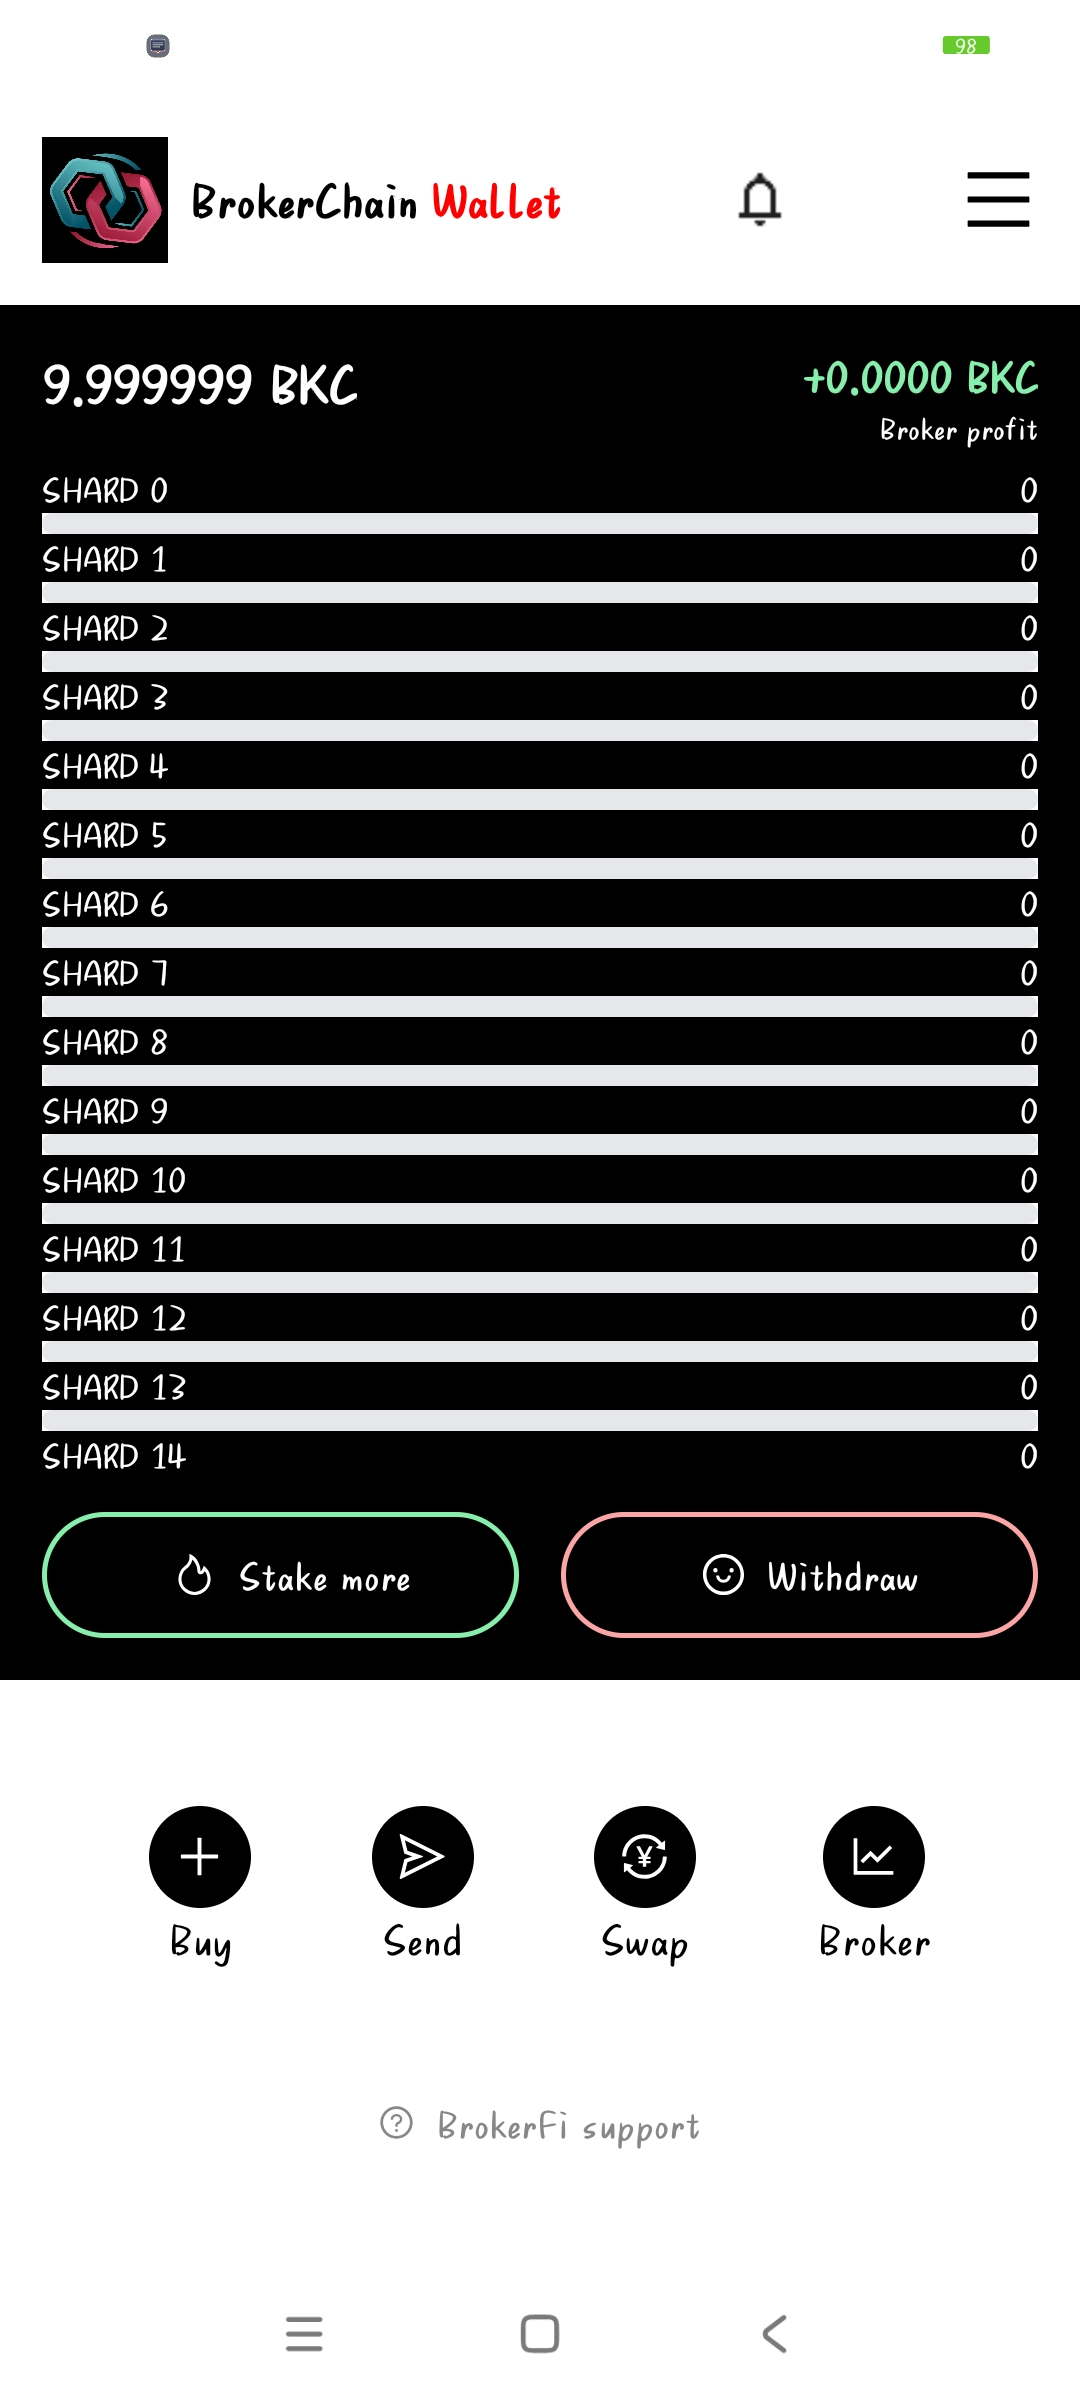 98
BrokerChain Wallet
9.999999 BKC
+0.0000 BKC
Broker profit
SHARD 0 0
SHARD 1 0
SHARD 2 0
SHARD 3 0
SHARD 4 0
SHARD 5 0
SHARD 6 0
SHARD 7 0
SHARD 8 0
SHARD 9 0
SHARD 10 0
SHARD 11 0
SHARD 12 0
SHARD 13 0
SHARD 14 0
Stake more
Withdraw
Buy Send Swap Broker
BrokerFi support